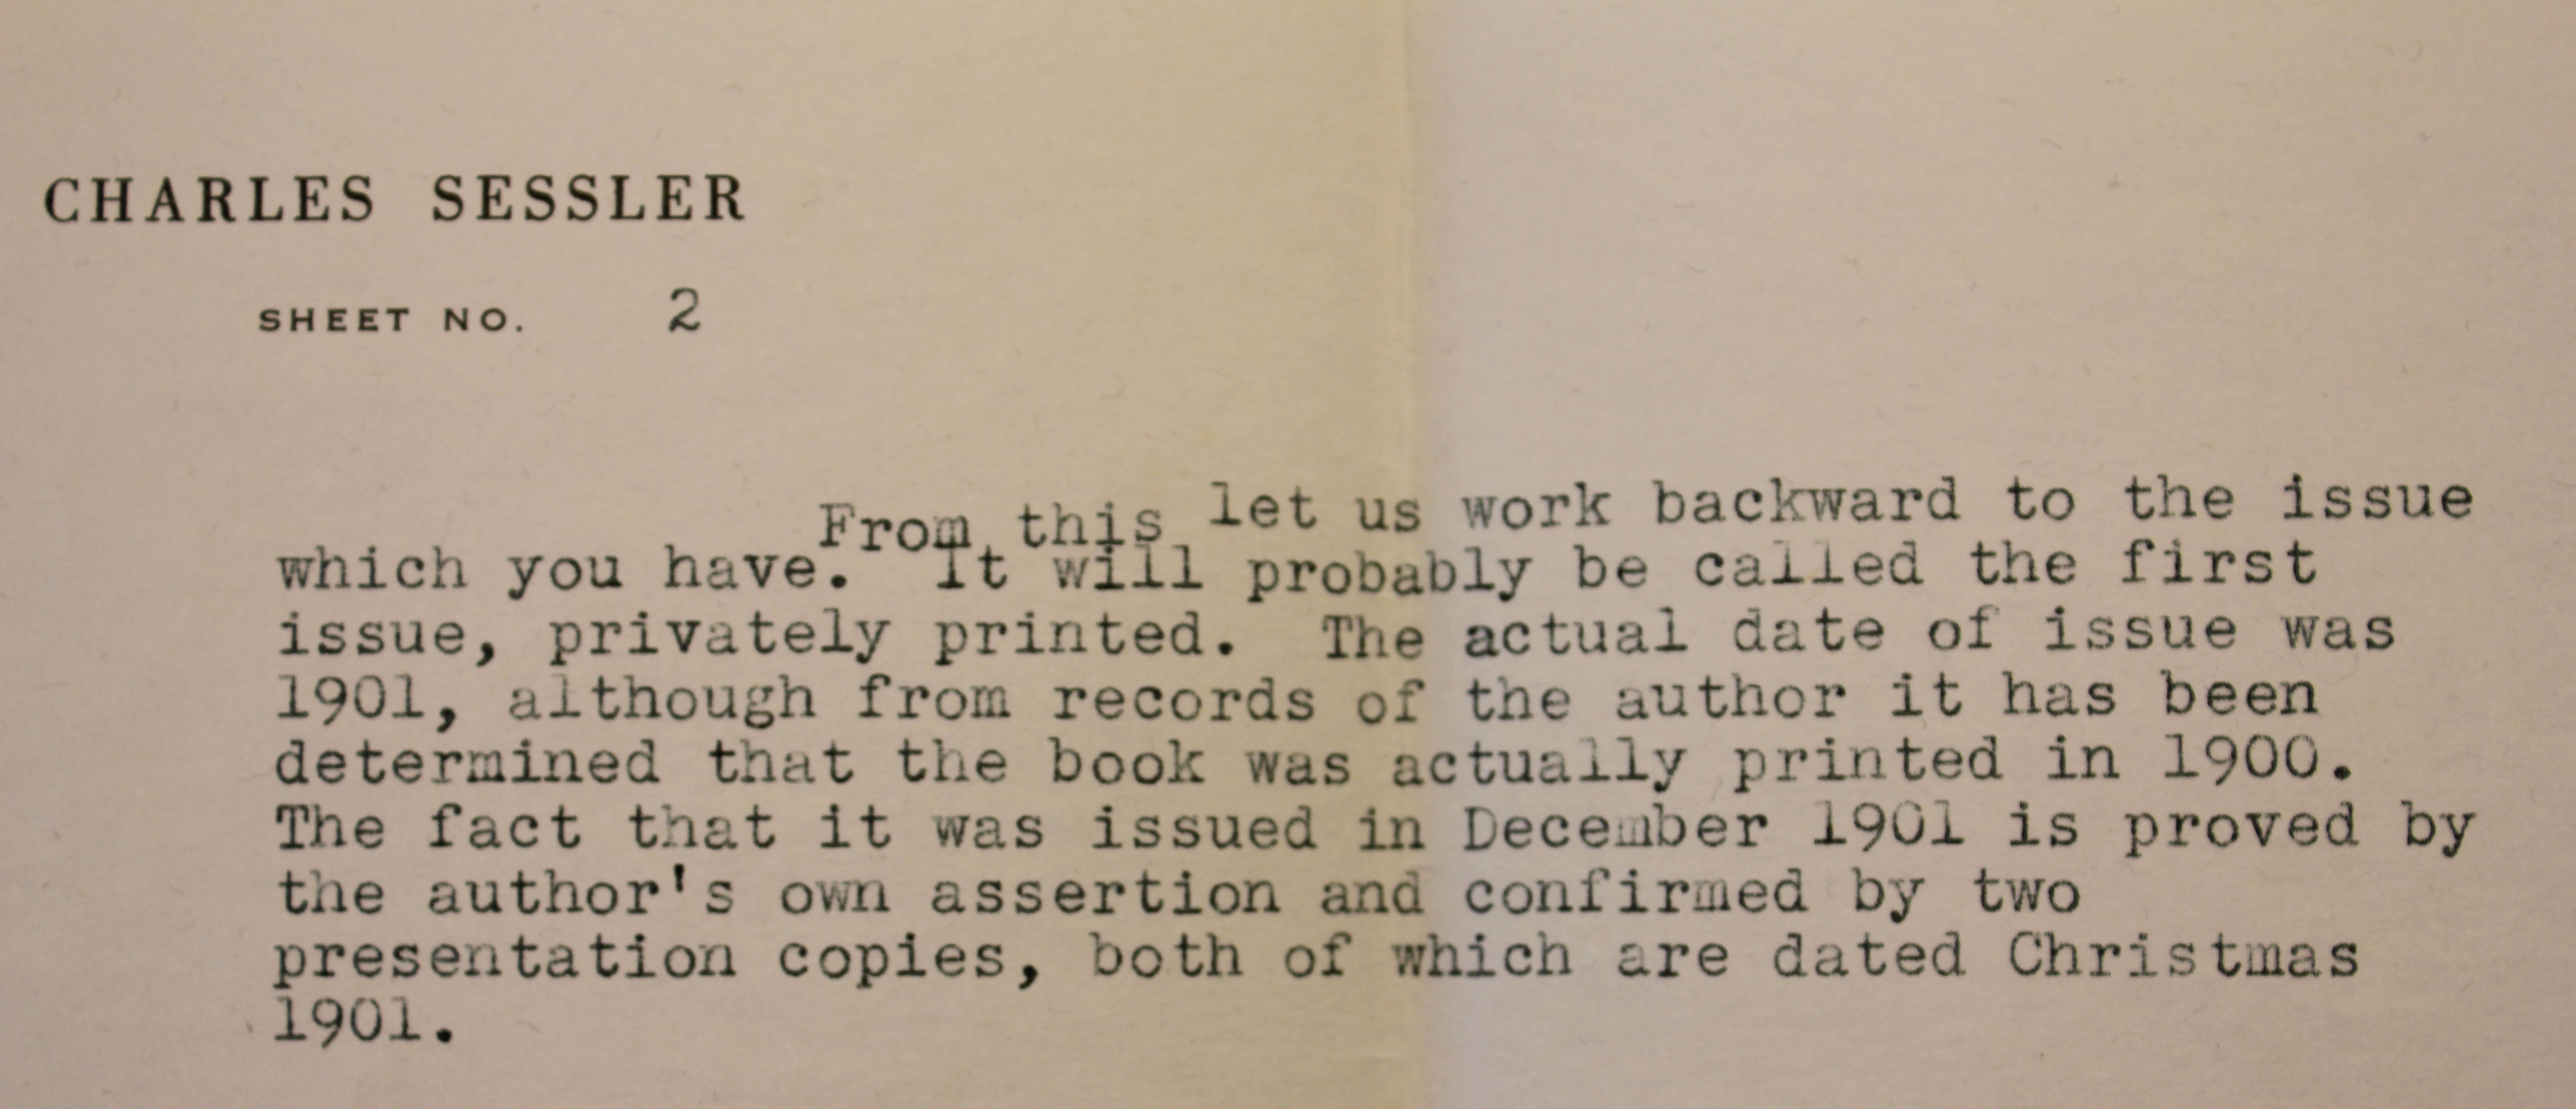 CHARLES SESSLER
SHEET NO. 2
From this let us work backward to the issue
which you have. It will probably be called the first
issue, privately printed. The actual date of issue was
1901, although from records of the author it has been
determined that the book was actually printed in 1900.
The fact that it was issued in December 1901 is proved by
the author's own assertion and confirmed by two
presentation copies, both of which are dated Christmas
1901.